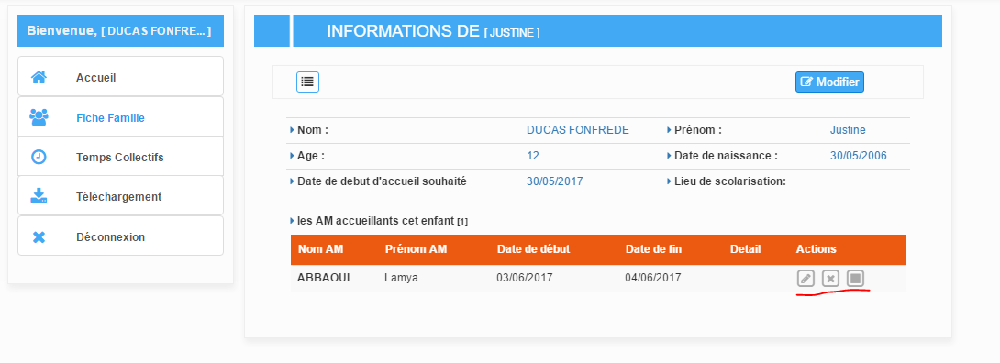 Bienvenue, [ DUCAS FONFRE... ]
Accueil
Fiche Famille
Temps Collectifs
Téléchargement
Déconnexion
INFORMATIONS DE [ JUSTINE ]
Modifier
Nom : DUCAS FONFREDE Prénom : Justine
Age : 12 Date de naissance : 30/05/2006
Date de debut d'accueil souhaité 30/05/2017 Lieu de scolarisation:
les AM accueillants cet enfant [1]
Nom AM Prénom AM Date de début Date de fin Detail Actions
ABBAOUI Lamya 03/06/2017 04/06/2017